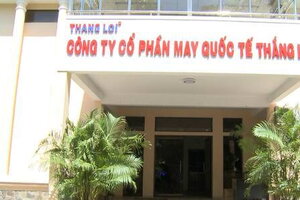 THANG LOI®
CÔNG TY CỔ PHẦN MAY QUỐC TẾ THẮNG